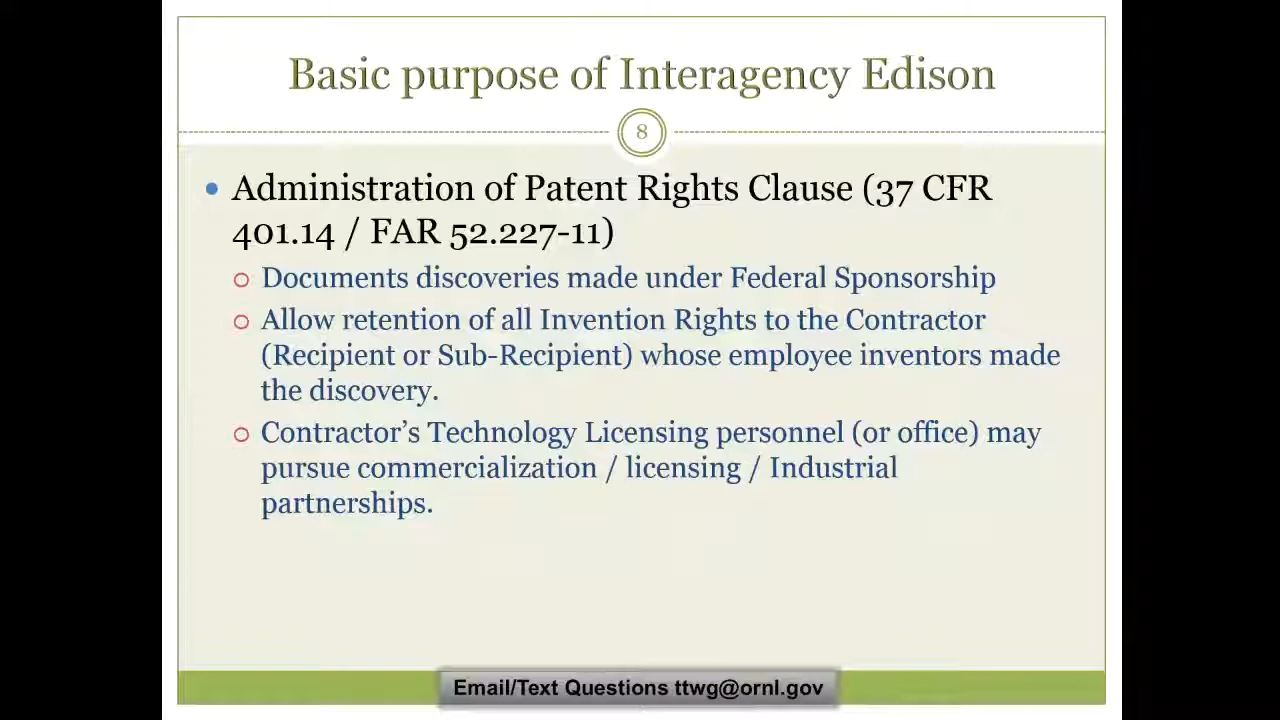 Basic purpose of Interagency Edison
8
Administration of Patent Rights Clause (37 CFR
401.14 / FAR 52.227-11)
Documents discoveries made under Federal Sponsorship
Allow retention of all Invention Rights to the Contractor
(Recipient or Sub-Recipient) whose employee inventors made
the discovery.
Contractor’s Technology Licensing personnel (or office) may
pursue commercialization / licensing / Industrial
partnerships.
Email/Text Questions ttwg@ornl.gov